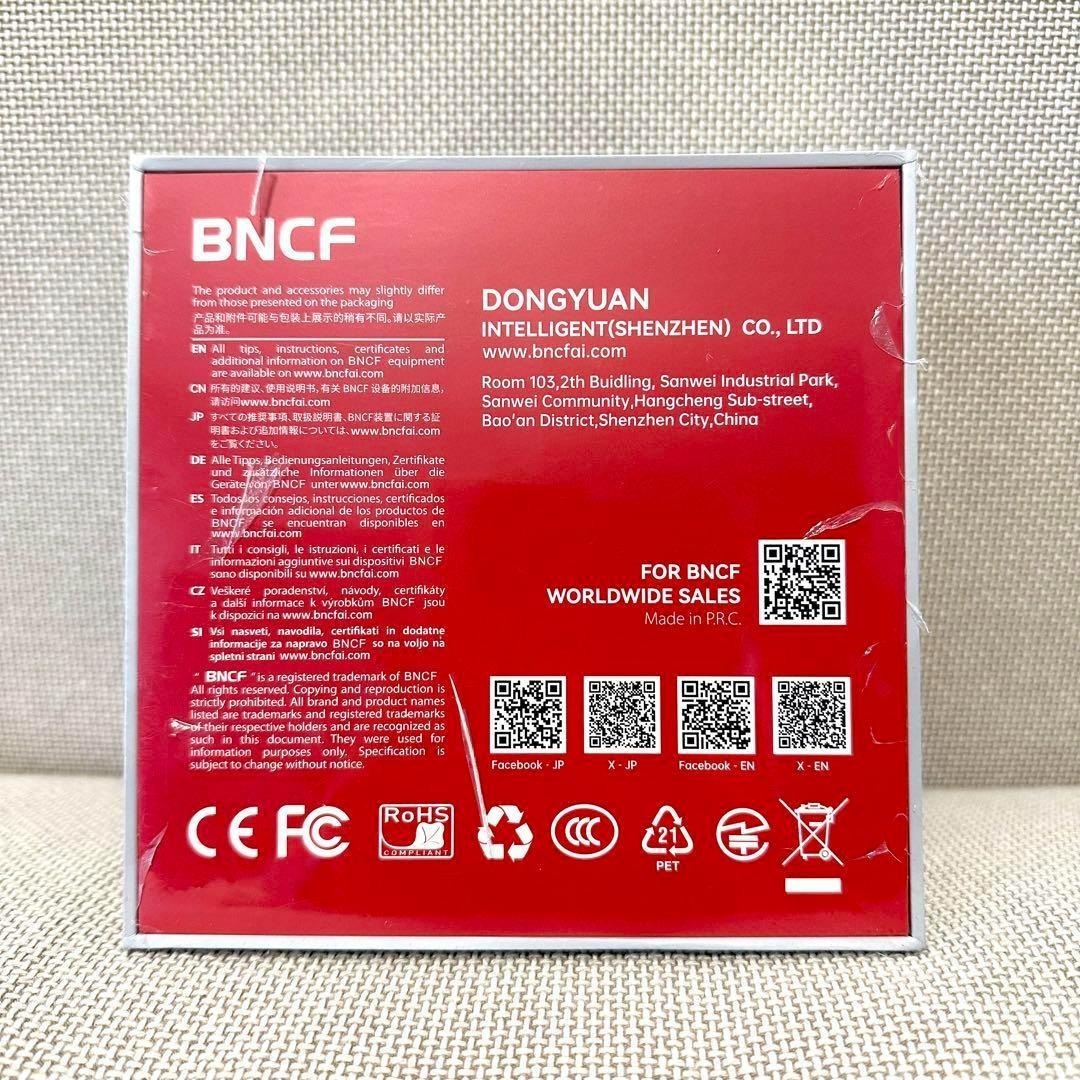 BNCF
The product and accessories may slightly differ
from those presented on the packaging
产品和附件可能与包装上展示的稍有不同。请以实际产
品为准。
EN All tips, instructions, certificates and
additional information on BNCF equipment
are available on www.bncfai.com
CN 所有的建议、使用说明书,有关 BNCF 设备的附加信息,
请访问www.bncfai.com
JP すべての推奨事項、取扱説明書、BNCF装置に関する証
明書および追加情報については、www.bncfai.com
をご覧ください。
DE Alle Tipps, Bedienungsanleitungen, Zertifikate
und zusätzliche Informationen über die
Geräte von BNCF unter www.bncfai.com
ES Todos los consejos, instrucciones, certificados
e información adicional de los productos de
BNCF se encuentran disponibles en
www.bncfai.com
IT Tutti i consigli, le istruzioni, i certificati e le
informazioni aggiuntive sui dispositivi BNCF
sono disponibili su www.bncfai.com
CZ Veškeré poradenství, návody, certifikáty
a další informace k výrobkům BNCF jsou
k dispozici na www.bncfai.com
SI Vsi nasveti, navodila, certifikati in dodatne
informacije za napravo BNCF so na voljo na
spletni strani www.bncfai.com
" BNCF " is a registered trademark of BNCF
All rights reserved. Copying and reproduction is
strictly prohibited. All brand and product names
listed are trademarks and registered trademarks
of their respective holders and are recognized as
such in this document. They were used for
information purposes only. Specification is
subject to change without notice.
DONGYUAN
INTELLIGENT(SHENZHEN) CO., LTD
www.bncfai.com
Room 103,2th Buidling, Sanwei Industrial Park,
Sanwei Community,Hangcheng Sub-street,
Bao'an District,Shenzhen City,China
FOR BNCF
WORLDWIDE SALES
Made in P.R.C.
Facebook - JP X - JP Facebook - EN X - EN
CE FC RoHS COMPLIANT CCC 21 PET